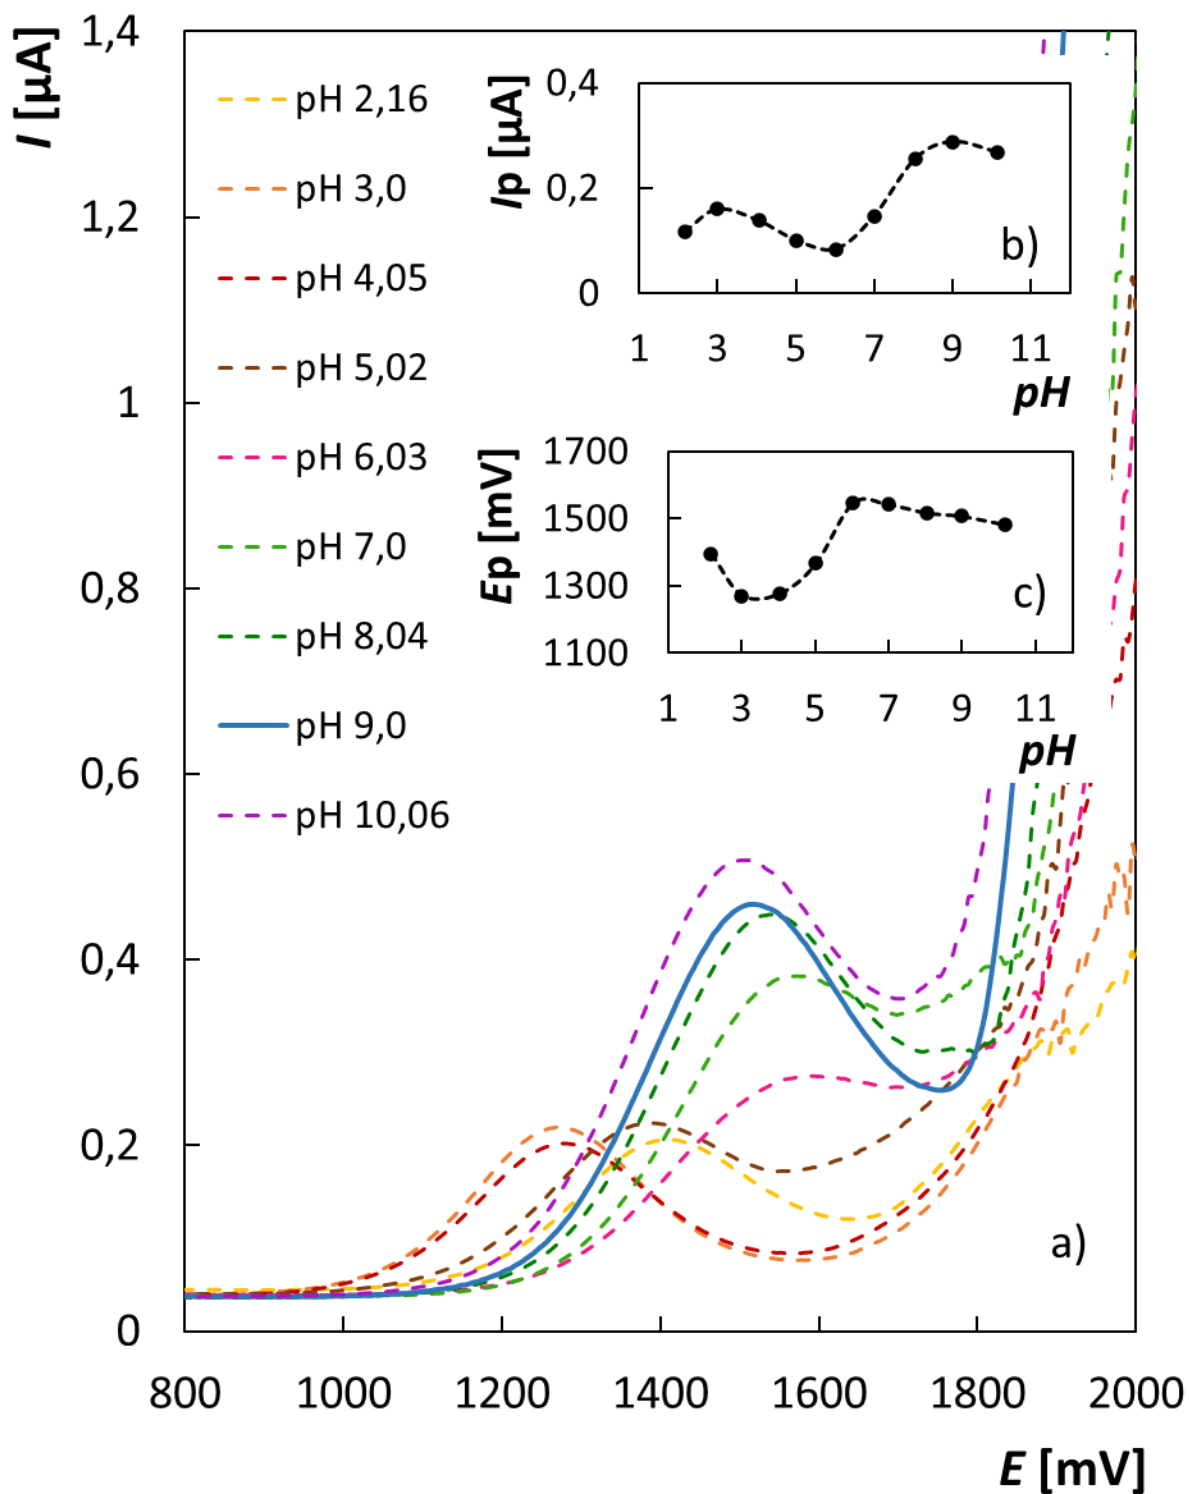 I [µA]
1,4
1,2
1
0,8
0,6
0,4
0,2
0
pH 2,16
pH 3,0
pH 4,05
pH 5,02
pH 6,03
pH 7,0
pH 8,04
pH 9,0
pH 10,06
Ip [µA]
0,4
0,2
0
b)
1 3 5 7 9 11
pH
Ep [mV]
1700
1500
1300
1100
c)
1 3 5 7 9 11
pH
a)
800 1000 1200 1400 1600 1800 2000
E [mV]